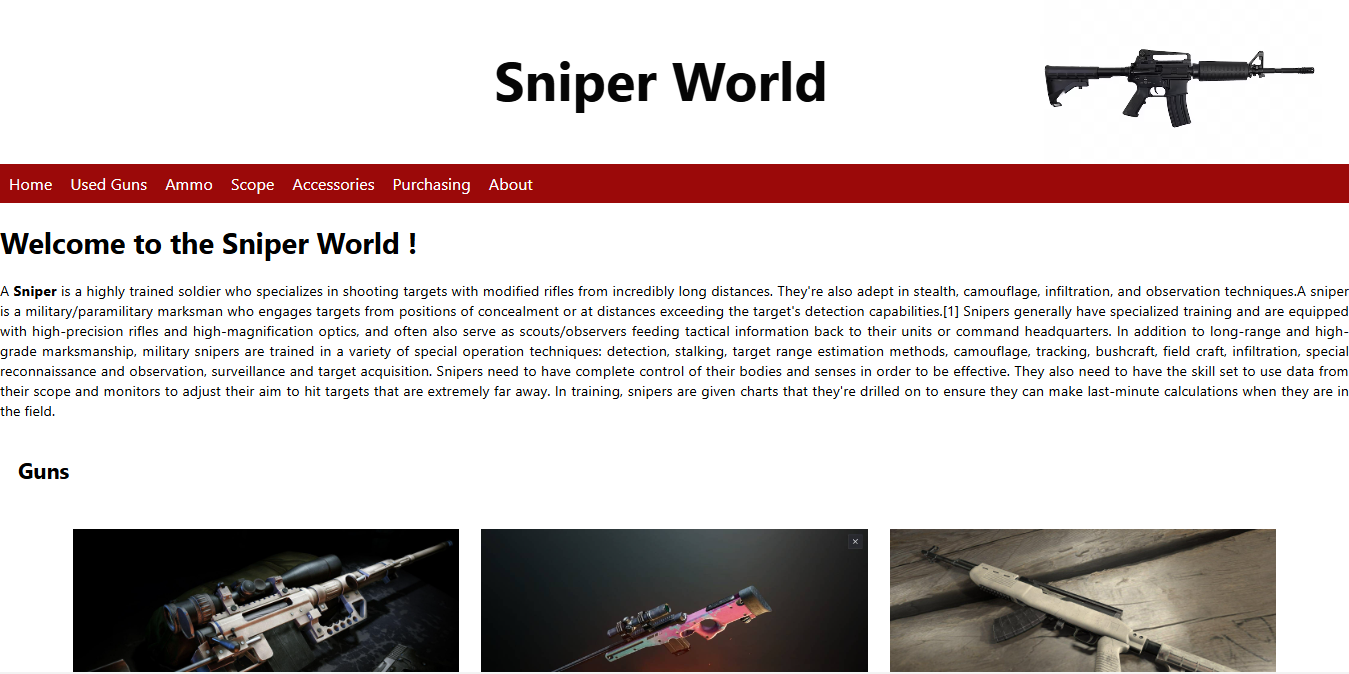 Sniper World
Home Used Guns Ammo Scope Accessories Purchasing About
Welcome to the Sniper World !
A Sniper is a highly trained soldier who specializes in shooting targets with modified rifles from incredibly long distances. They're also adept in stealth, camouflage, infiltration, and observation techniques.A sniper
is a military/paramilitary marksman who engages targets from positions of concealment or at distances exceeding the target's detection capabilities.[1] Snipers generally have specialized training and are equipped
with high-precision rifles and high-magnification optics, and often also serve as scouts/observers feeding tactical information back to their units or command headquarters. In addition to long-range and high-
grade marksmanship, military snipers are trained in a variety of special operation techniques: detection, stalking, target range estimation methods, camouflage, tracking, bushcraft, field craft, infiltration, special
reconnaissance and observation, surveillance and target acquisition. Snipers need to have complete control of their bodies and senses in order to be effective. They also need to have the skill set to use data from
their scope and monitors to adjust their aim to hit targets that are extremely far away. In training, snipers are given charts that they're drilled on to ensure they can make last-minute calculations when they are in
the field.
Guns